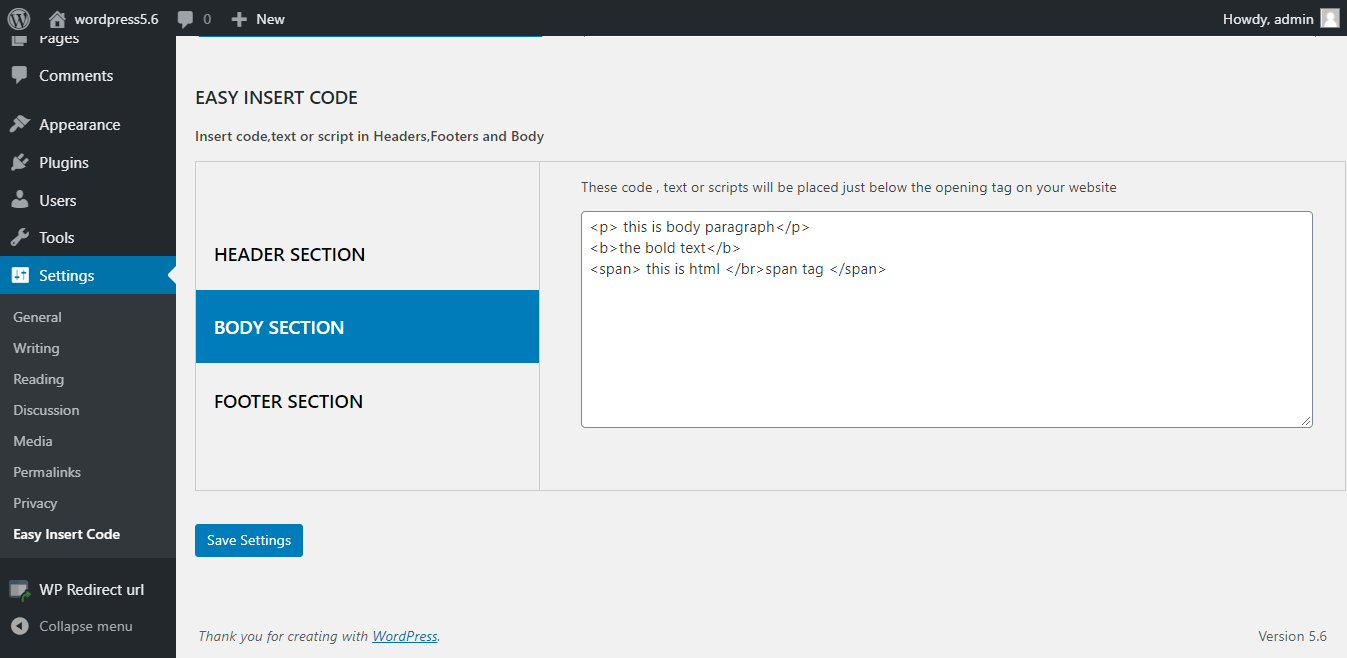 wordpress5.6 0 New Howdy, admin
Pages
Comments
Appearance
Plugins
Users
Tools
Settings
General
Writing
Reading
Discussion
Media
Permalinks
Privacy
Easy Insert Code
WP Redirect url
Collapse menu
EASY INSERT CODE
Insert code,text or script in Headers,Footers and Body
HEADER SECTION
BODY SECTION
FOOTER SECTION
These code , text or scripts will be placed just below the opening tag on your website
<p> this is body paragraph</p>
<b>the bold text</b>
<span> this is html </br>span tag </span>
Save Settings
Thank you for creating with WordPress.
Version 5.6